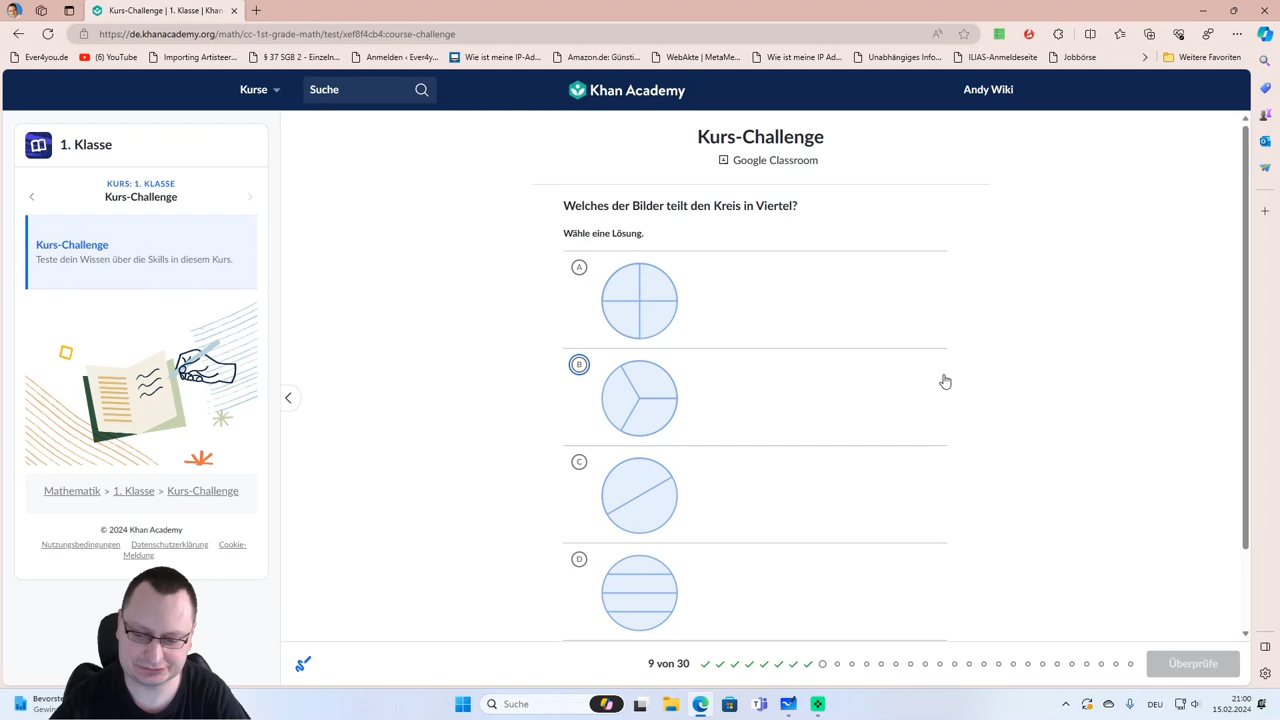 Kurs-Challenge | 1. Klasse | Khan
https://de.khanacademy.org/math/cc-1st-grade-math/test/xef8f4cb4:course-challenge
Ever4you.de
(6) YouTube
Importing Artisteer...
§ 37 SGB 2 - Einzeln...
Anmelden ‹ Ever4y...
Wie ist meine IP-Ad...
Amazon.de: Günsti...
WebAkte | MetaMe...
Wie ist meine IP-Ad...
Unabhängiges Info...
ILIAS-Anmeldeseite
Jobbörse
Weitere Favoriten
Kurse
Suche
Khan Academy
Andy Wiki
1. Klasse
KURS: 1. KLASSE
Kurs-Challenge
Kurs-Challenge
Teste dein Wissen über die Skills in diesem Kurs.
Mathematik > 1. Klasse > Kurs-Challenge
© 2024 Khan Academy
Nutzungsbedingungen Datenschutzerklärung Cookie-
Meldung
Kurs-Challenge
Google Classroom
Welches der Bilder teilt den Kreis in Viertel?
Wähle eine Lösung.
A
B
C
D
9 von 30
Überprüfe
Bevorste
Gewin
Suche
DEU
21:00
15.02.2024